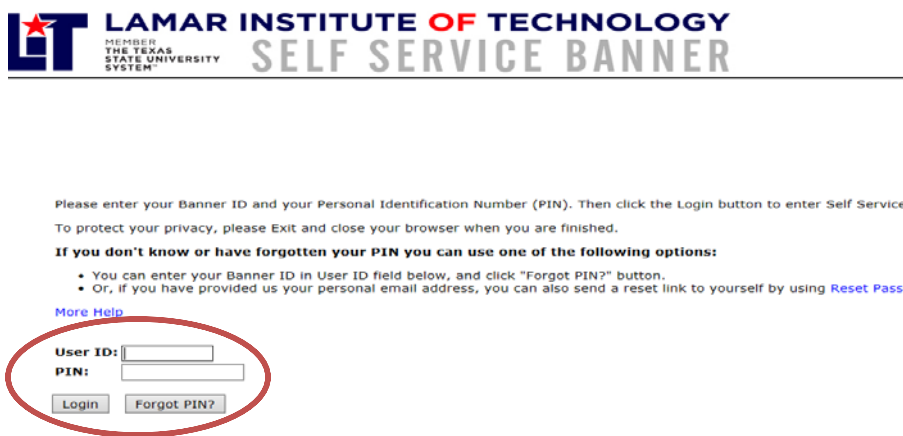 LIT LAMAR INSTITUTE OF TECHNOLOGY
MEMBER
THE TEXAS
STATE UNIVERSITY
SYSTEM™
SELF SERVICE BANNER
Please enter your Banner ID and your Personal Identification Number (PIN). Then click the Login button to enter Self Service
To protect your privacy, please Exit and close your browser when you are finished.
If you don't know or have forgotten your PIN you can use one of the following options:
• You can enter your Banner ID in User ID field below, and click "Forgot PIN?" button.
• Or, if you have provided us your personal email address, you can also send a reset link to yourself by using Reset Pass
More Help
User ID:
PIN:
Login Forgot PIN?